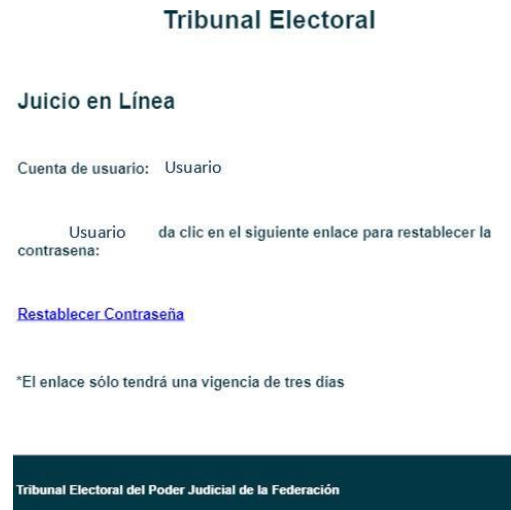 Tribunal Electoral
Juicio en Línea
Cuenta de usuario: Usuario
Usuario da clic en el siguiente enlace para restablecer la
contrasena:
Restablecer Contraseña
*El enlace sólo tendrá una vigencia de tres días
Tribunal Electoral del Poder Judicial de la Federación